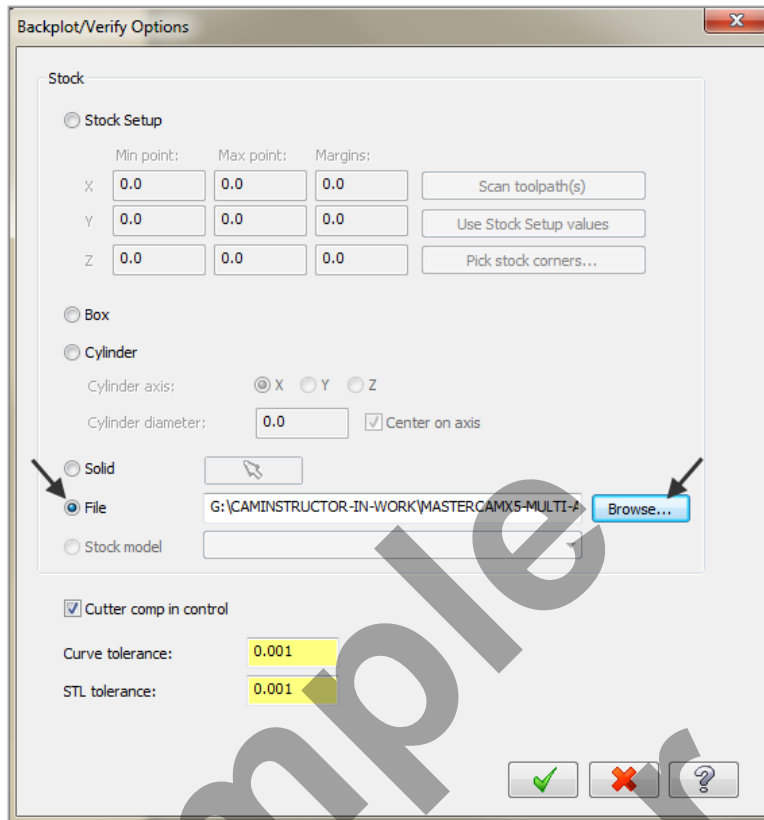 Backplot/Verify Options
Stock
Stock Setup
Min point: Max point: Margins:
X 0.0 0.0 0.0 Scan toolpath(s)
Y 0.0 0.0 0.0 Use Stock Setup values
Z 0.0 0.0 0.0 Pick stock corners...
Box
Cylinder
Cylinder axis: X Y Z
Cylinder diameter: 0.0 Center on axis
Solid
File G:\CAMINSTRUCTOR-IN-WORK\MASTERCAMX5-MULTI-A Browse...
Stock model
Cutter comp in control
Curve tolerance: 0.001
STL tolerance: 0.001
?